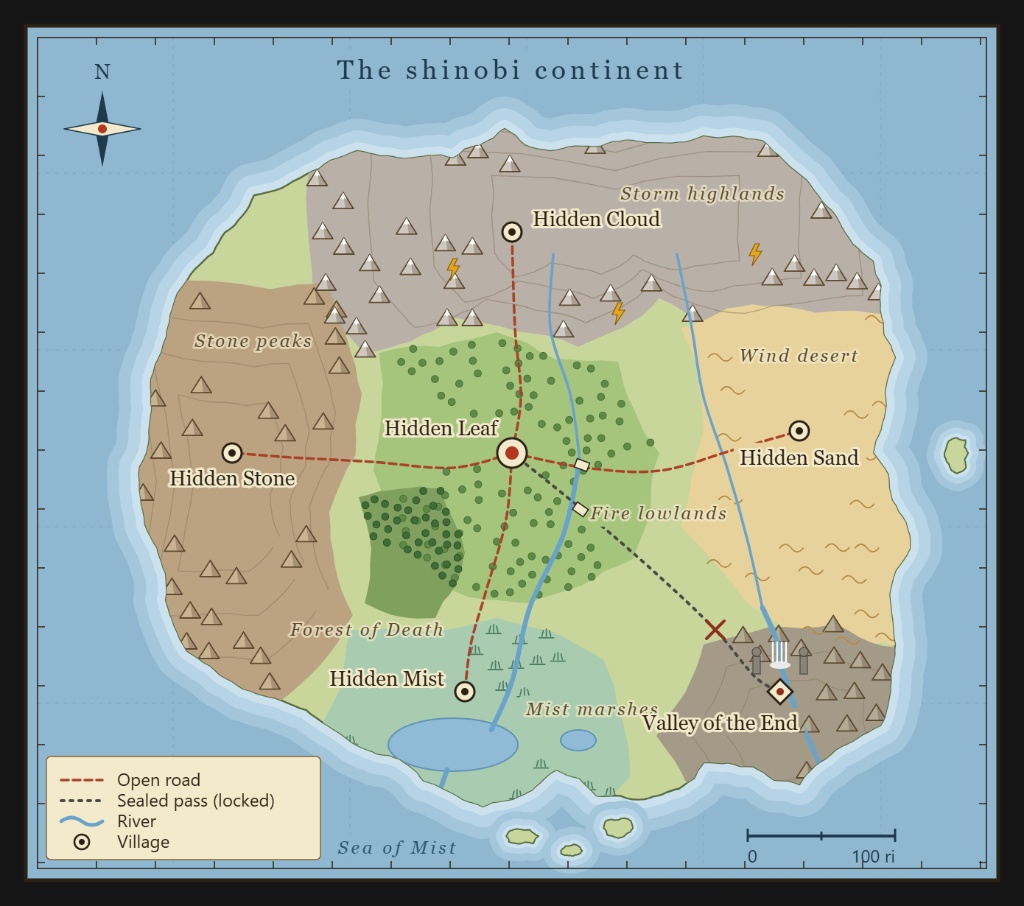 The shinobi continent
N
Storm highlands
Hidden Cloud
Stone peaks
Wind desert
Hidden Leaf
Hidden Sand
Hidden Stone
Fire lowlands
Forest of Death
Hidden Mist
Mist marshes
Valley of the End
Open road
Sealed pass (locked)
River
Village
Sea of Mist
0
100 ri